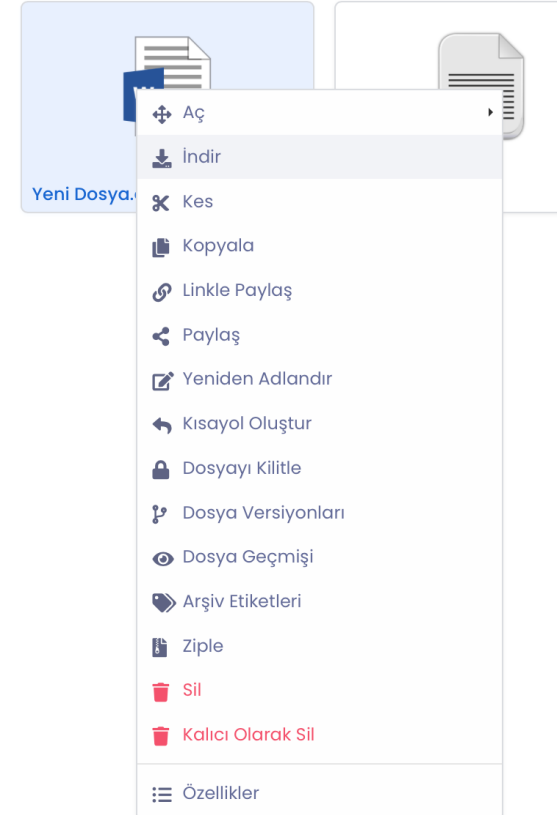 Yeni Dosya.
Aç
İndir
Kes
Kopyala
Linkle Paylaş
Paylaş
Yeniden Adlandır
Kısayol Oluştur
Dosyayı Kilitle
Dosya Versiyonları
Dosya Geçmişi
Arşiv Etiketleri
Ziple
Sil
Kalıcı Olarak Sil
Özellikler